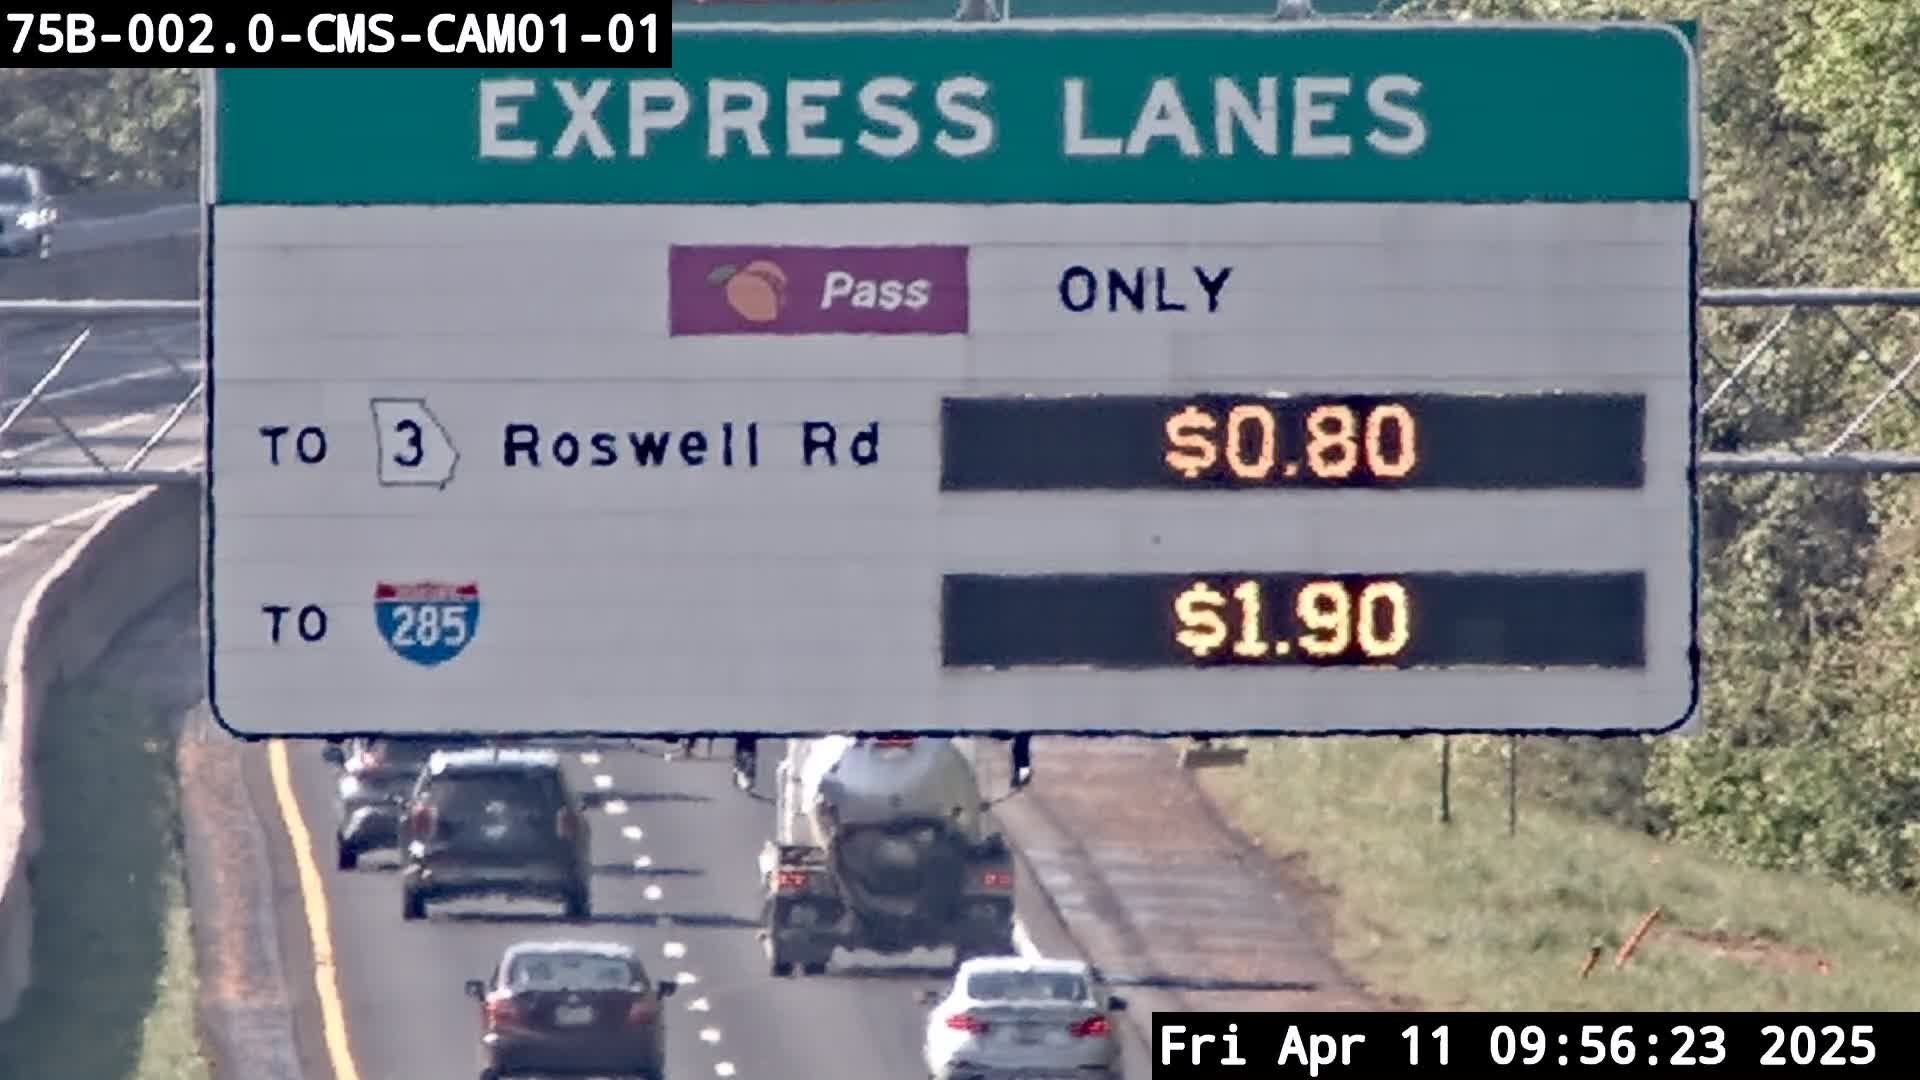 75B-002.0-CMS-CAM01-01
EXPRESS LANES
Pass ONLY
TO 3 Roswell Rd $0.80
TO 285 $1.90
Fri Apr 11 09:56:23 2025